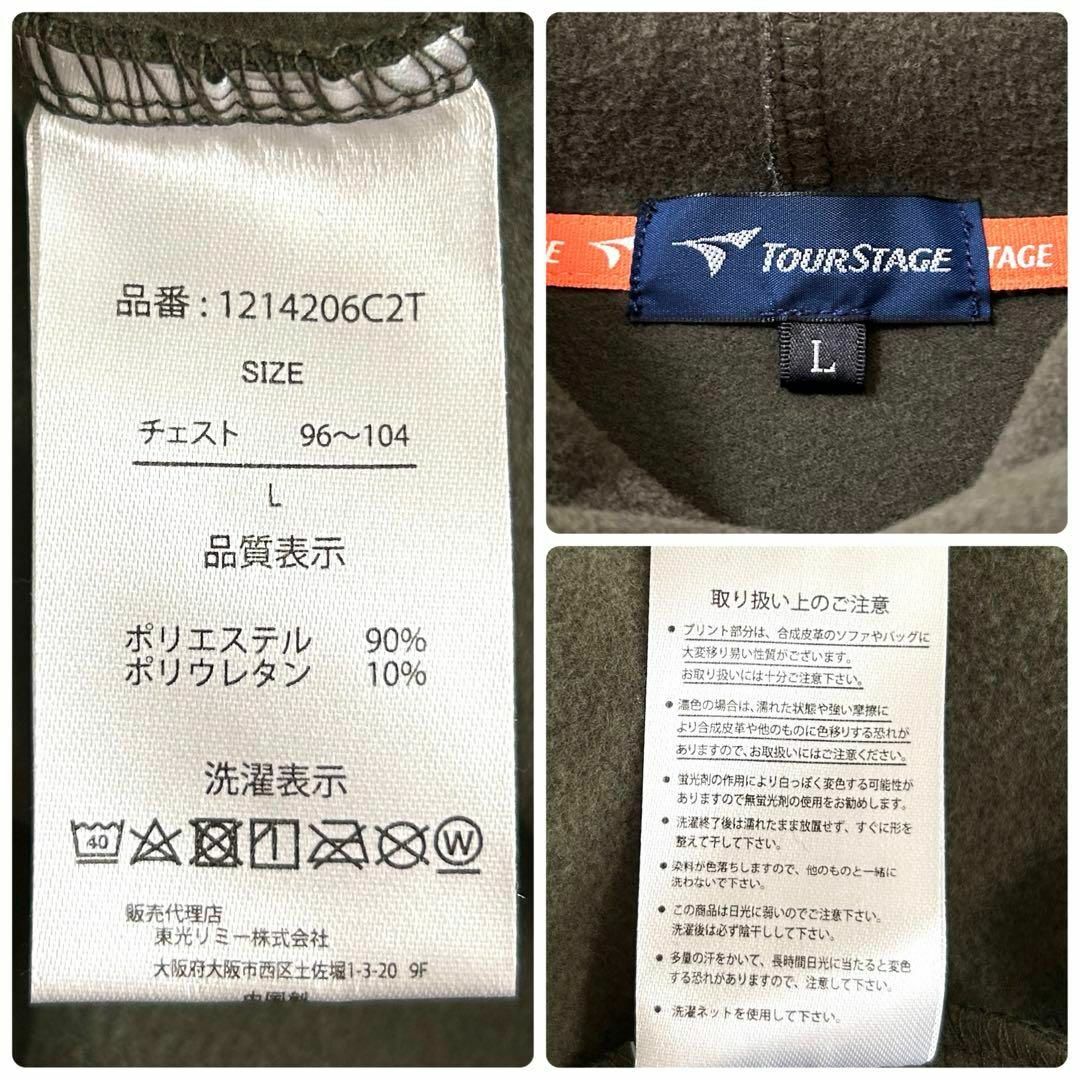 品番：1214206C2T
SIZE
チェスト 96～104
L
品質表示
ポリエステル 90%
ポリウレタン 10%
洗濯表示
40
W
販売代理店
東光リミー株式会社
大阪府大阪市西区土佐堀1-3-20 9F
TOURSTAGE
TAGE
L
取り扱い上のご注意
• プリント部分は、合成皮革のソファやバッグに
大変移り易い性質がございます。
お取り扱いには十分ご注意下さい。
• 濃色の場合は、濡れた状態や強い摩擦に
より合成皮革や他のものに色移りする恐れが
ありますので、お取扱いにはご注意ください。
• 蛍光剤の作用により白っぽく変色する可能性が
ありますので無蛍光剤の使用をお勧めします。
• 洗濯終了後は濡れたまま放置せず、すぐに形を
整えて干して下さい。
• 染料が色落ちしますので、他のものと一緒に
洗わないで下さい。
• この商品は日光に弱いのでご注意下さい。
洗濯後は必ず陰干しして下さい。
• 多量の汗をかいて、長時間日光に当たると変色
する恐れがありますので、注意して下さい。
• 洗濯ネットを使用して下さい。